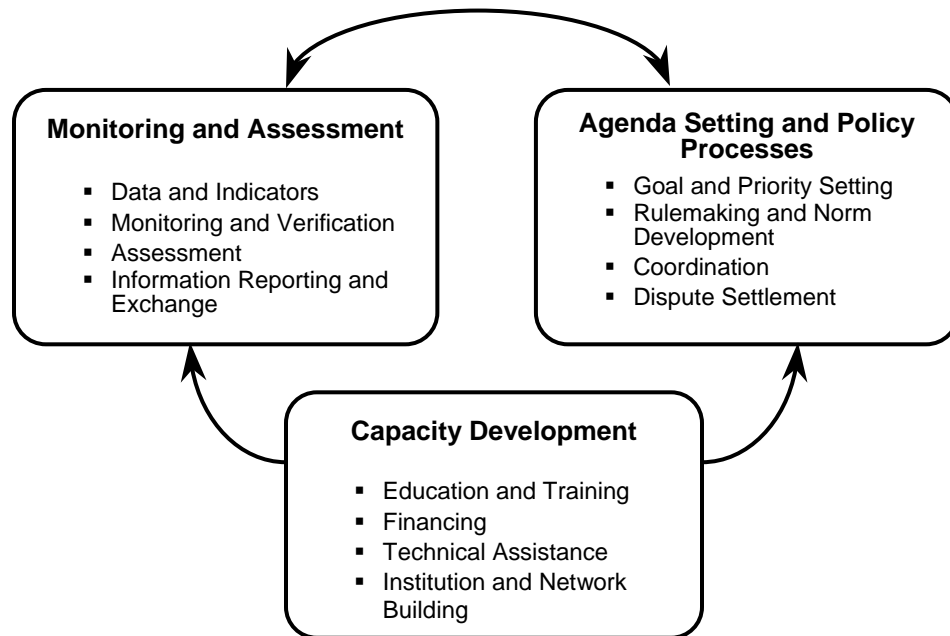 Monitoring and Assessment
▪ Data and Indicators
▪ Monitoring and Verification
▪ Assessment
▪ Information Reporting and
Exchange
Agenda Setting and Policy
Processes
▪ Goal and Priority Setting
▪ Rulemaking and Norm
Development
▪ Coordination
▪ Dispute Settlement
Capacity Development
▪ Education and Training
▪ Financing
▪ Technical Assistance
▪ Institution and Network
Building